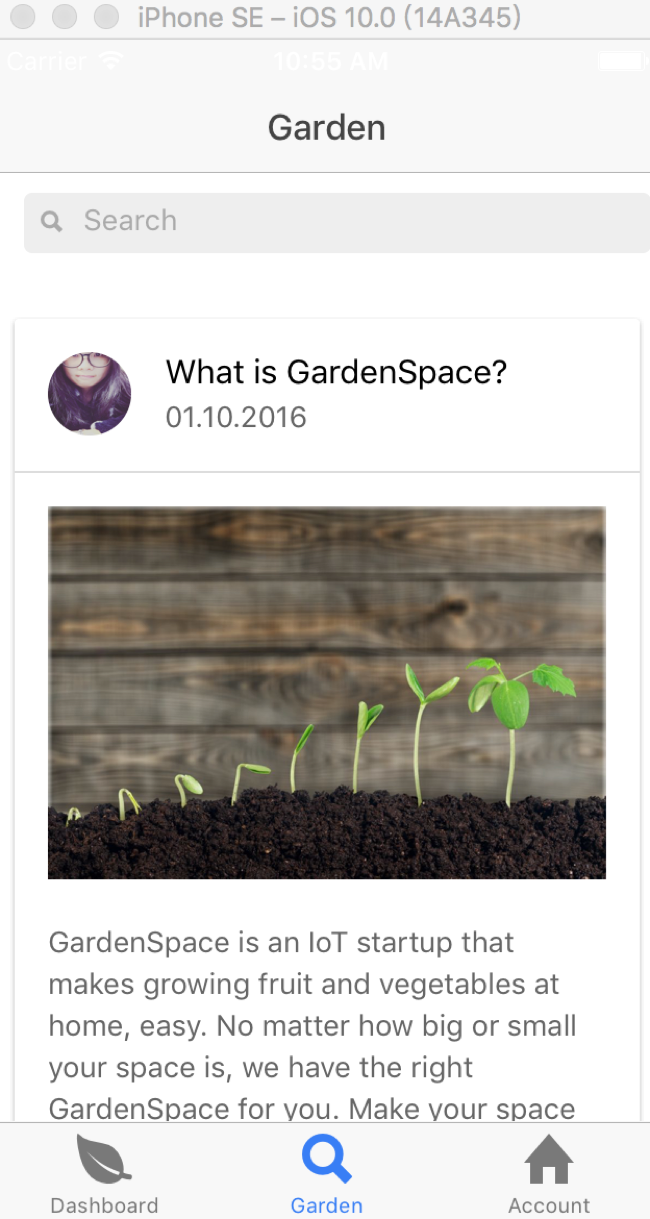 iPhone SE – iOS 10.0 (14A345)
Carrier 10:55 AM
Garden
Search
What is GardenSpace?
01.10.2016
GardenSpace is an IoT startup that
makes growing fruit and vegetables at
home, easy. No matter how big or small
your space is, we have the right
GardenSpace for you. Make your space
Dashboard Garden Account